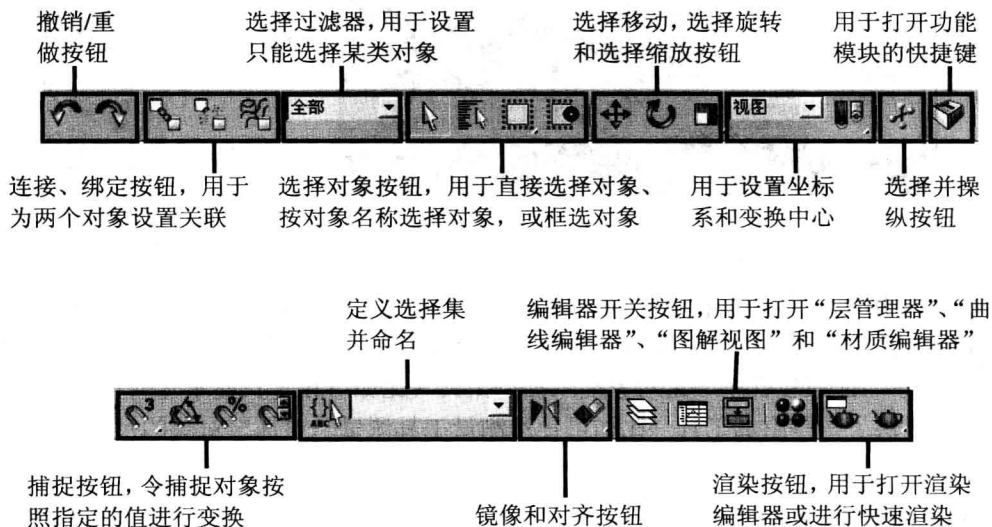 撤销/重
做按钮
选择过滤器，用于设置
只能选择某类对象
选择移动，选择旋转
和选择缩放按钮
用于打开功能
模块的快捷键
全部
视图
连接、绑定按钮，用于
为两个对象设置关联
选择对象按钮，用于直接选择对象、
按对象名称选择对象，或框选对象
用于设置坐标
系和变换中心
选择并操
纵按钮
定义选择集
并命名
编辑器开关按钮，用于打开“层管理器”、“曲
线编辑器”、“图解视图”和“材质编辑器”
3
%
ABC
捕捉按钮，令捕捉对象按
照指定的值进行变换
镜像和对齐按钮
渲染按钮，用于打开渲染
编辑器或进行快速渲染